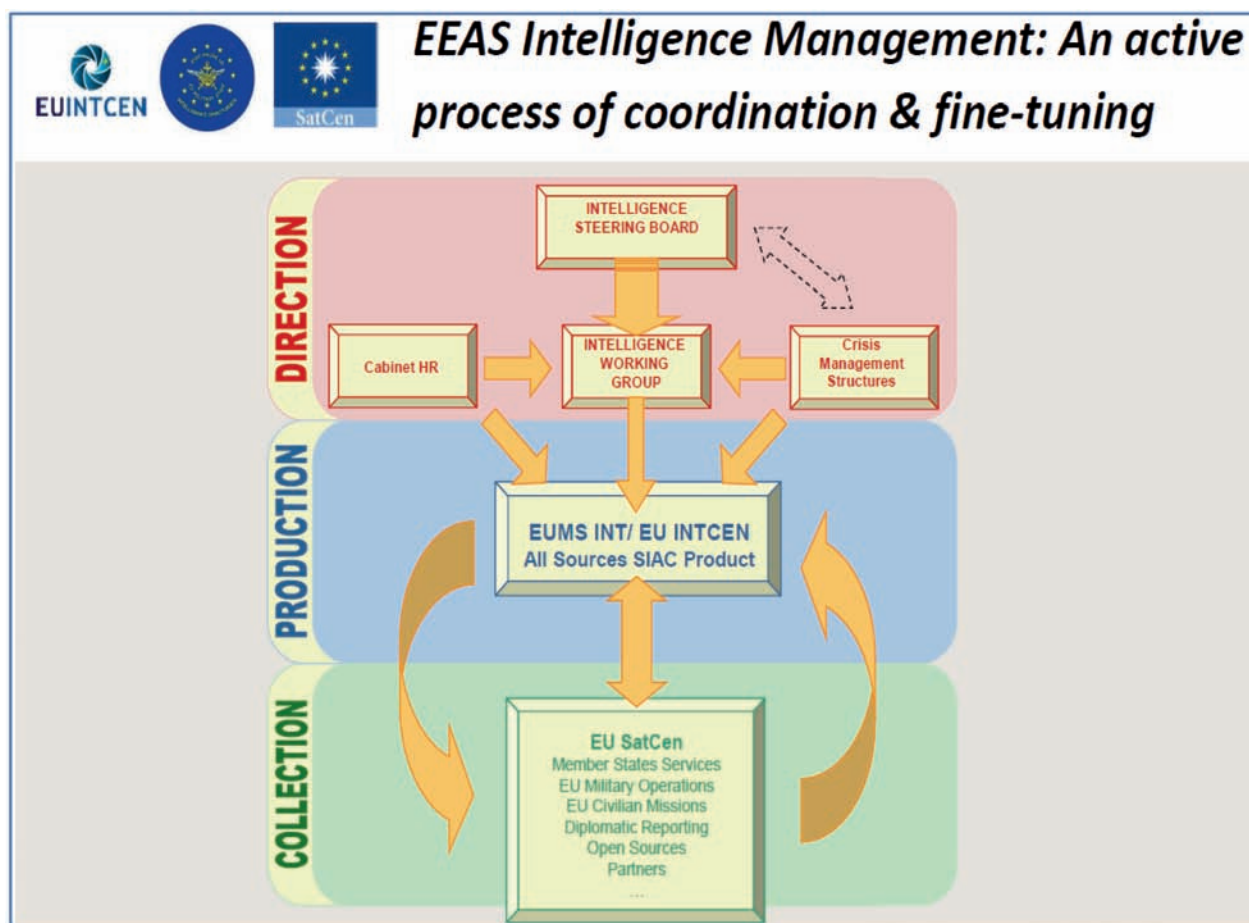 EEAS Intelligence Management: An active
process of coordination & fine-tuning
EUINTCEN
SatCen
DIRECTION
INTELLIGENCE
STEERING BOARD
Cabinet HR
INTELLIGENCE
WORKING
GROUP
Crisis
Management
Structures
PRODUCTION
EUMS INT/ EU INTCEN
All Sources SIAC Product
COLLECTION
EU SatCen
Member States Services
EU Military Operations
EU Civilian Missions
Diplomatic Reporting
Open Sources
Partners
...